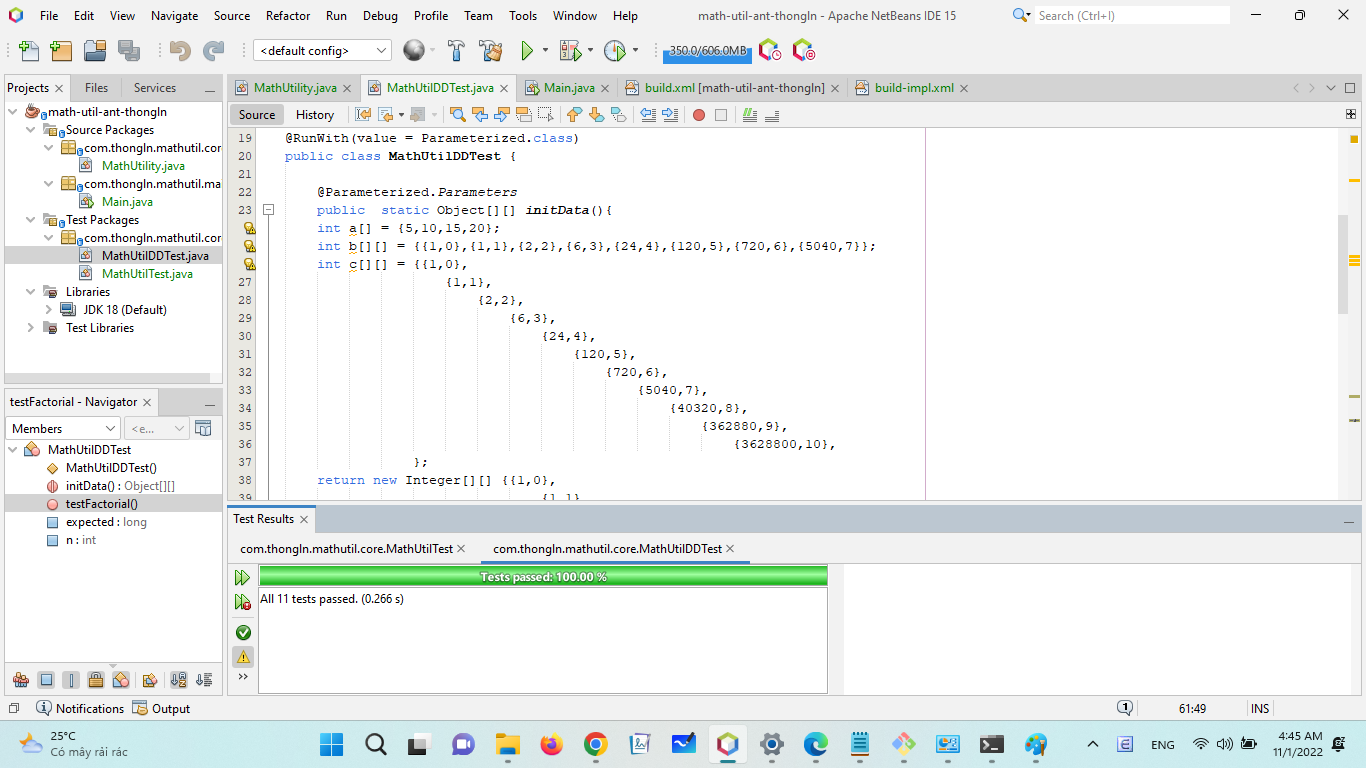 File Edit View Navigate Source Refactor Run Debug Profile Team Tools Window Help
math-util-ant-thongln - Apache NetBeans IDE 15
Search (Ctrl+I)
<default config>
350.0/606.0MB
Projects Files Services
MathUtility.java MathUtilDDTest.java Main.java build.xml [math-util-ant-thongln] build-impl.xml
Source History
math-util-ant-thongln
Source Packages
com.thongln.mathutil.cor
MathUtility.java
com.thongln.mathutil.ma
Main.java
Test Packages
com.thongln.mathutil.cor
MathUtilDDTest.java
MathUtilTest.java
Libraries
JDK 18 (Default)
Test Libraries
testFactorial - Navigator
Members <e...
MathUtilDDTest
MathUtilDDTest()
initData() : Object[][]
testFactorial()
expected : long
n : int
19 @RunWith(value = Parameterized.class)
20 public class MathUtilDDTest {
21
22 @Parameterized.Parameters
23 public static Object[][] initData(){
int a[] = {5,10,15,20};
int b[][] = {{1,0},{1,1},{2,2},{6,3},{24,4},{120,5},{720,6},{5040,7}};
int c[][] = {{1,0},
27 {1,1},
28 {2,2},
29 {6,3},
30 {24,4},
31 {120,5},
32 {720,6},
33 {5040,7},
34 {40320,8},
35 {362880,9},
36 {3628800,10},
37 };
38 return new Integer[][] {{1,0},
39 {1,1}
Test Results
com.thongln.mathutil.core.MathUtilTest com.thongln.mathutil.core.MathUtilDDTest
Tests passed: 100.00 %
All 11 tests passed. (0.266 s)
Notifications Output
1 61:49 INS
25°C
Có mây rải rác
ENG
4:45 AM
11/1/2022